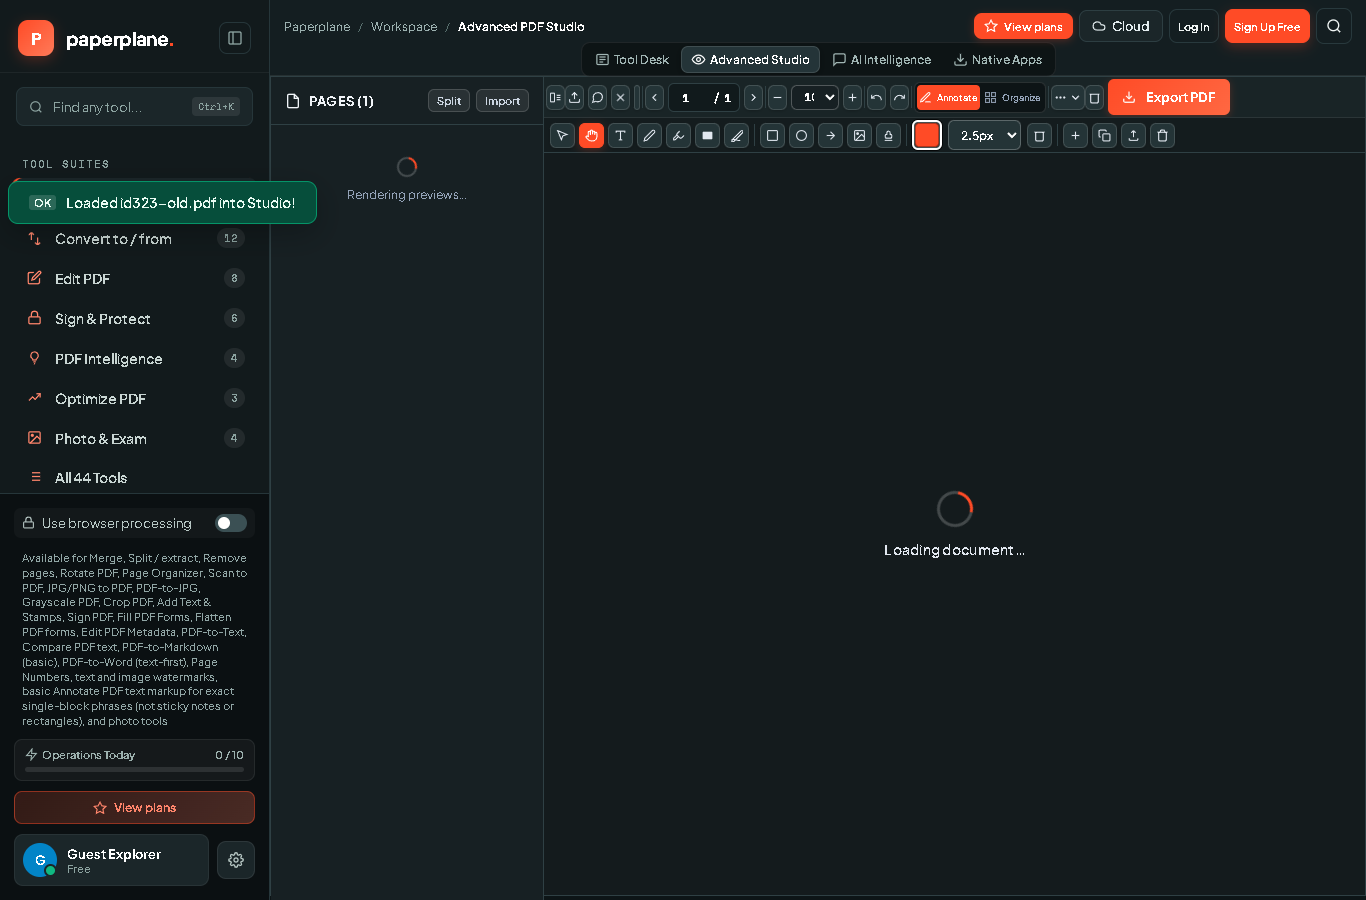 P paperplane.
Find any tool... Ctrl+K
TOOL SUITES
OK Loaded id323-old.pdf into Studio!
Convert to / from 12
Edit PDF 8
Sign & Protect 6
PDF Intelligence 4
Optimize PDF 3
Photo & Exam 4
All 44 Tools
Use browser processing
Available for Merge, Split / extract, Remove
pages, Rotate PDF, Page Organizer, Scan to
PDF, JPG/PNG to PDF, PDF-to-JPG,
Grayscale PDF, Crop PDF, Add Text &
Stamps, Sign PDF, Fill PDF Forms, Flatten
PDF forms, Edit PDF Metadata, PDF-to-Text,
Compare PDF text, PDF-to-Markdown
(basic), PDF-to-Word (text-first), Page
Numbers, text and image watermarks,
basic Annotate PDF text markup for exact
single-block phrases (not sticky notes or
rectangles), and photo tools
Operations Today 0 / 10
View plans
G Guest Explorer
Free
Paperplane / Workspace / Advanced PDF Studio
View plans Cloud Log In Sign Up Free
Tool Desk Advanced Studio AI Intelligence Native Apps
PAGES (1) Split Import
1 / 1 Annotate Organize Export PDF
2.5px
Rendering previews...
Loading document...